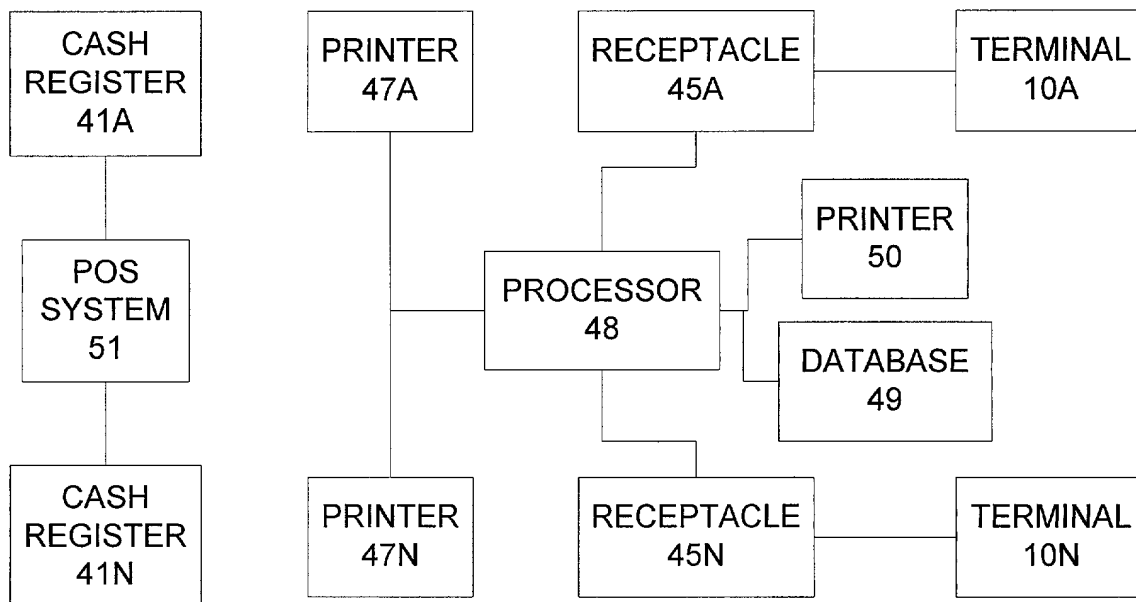 CASH
REGISTER
41A
PRINTER
47A
RECEPTACLE
45A
TERMINAL
10A
PRINTER
50
POS
SYSTEM
51
PROCESSOR
48
DATABASE
49
CASH
REGISTER
41N
PRINTER
47N
RECEPTACLE
45N
TERMINAL
10N